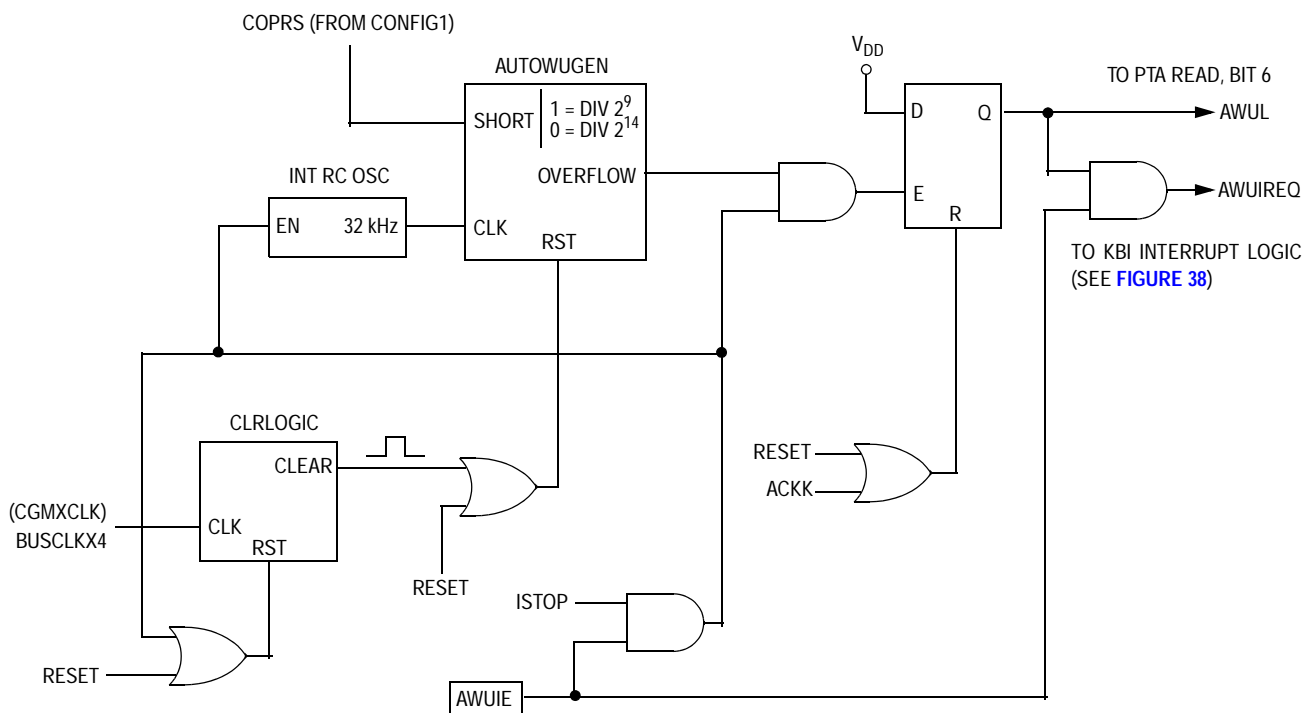 COPRS (FROM CONFIG1)
AUTOWUGEN
SHORT
1 = DIV 2^9
0 = DIV 2^14
OVERFLOW
CLK
RST
INT RC OSC
EN 32 kHz
V_DD
D Q
E
R
TO PTA READ, BIT 6
AWUL
AWUIREQ
TO KBI INTERRUPT LOGIC
(SEE FIGURE 38)
CLRLOGIC
CLEAR
CLK
RST
(CGMXCLK)
BUSCLKX4
RESET
RESET
RESET
ACKK
ISTOP
AWUIE